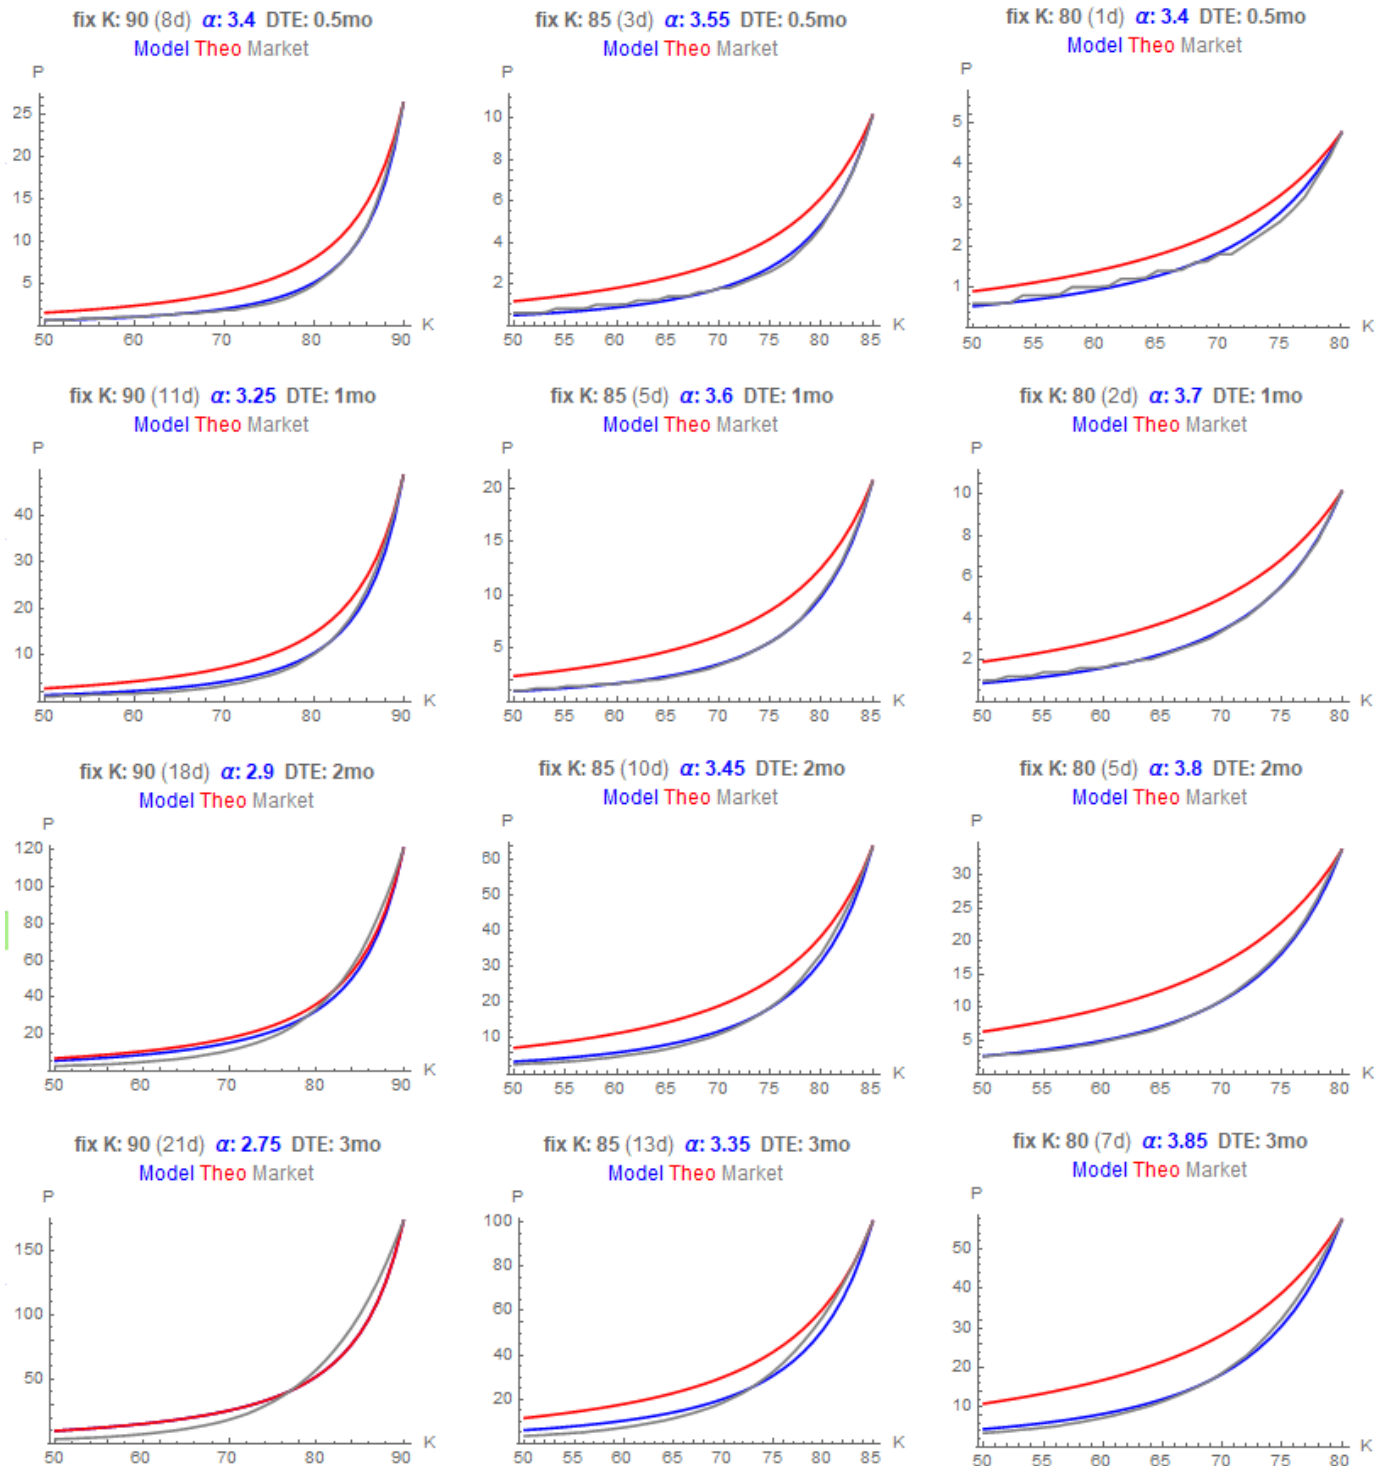 fix K: 90 (8d) α: 3.4 DTE: 0.5mo
Model Theo Market
P
25
20
15
10
5
50 60 70 80 90 K
fix K: 85 (3d) α: 3.55 DTE: 0.5mo
Model Theo Market
P
10
8
6
4
2
50 55 60 65 70 75 80 85 K
fix K: 80 (1d) α: 3.4 DTE: 0.5mo
Model Theo Market
P
5
4
3
2
1
50 55 60 65 70 75 80 K
fix K: 90 (11d) α: 3.25 DTE: 1mo
Model Theo Market
P
40
30
20
10
50 60 70 80 90 K
fix K: 85 (5d) α: 3.6 DTE: 1mo
Model Theo Market
P
20
15
10
5
50 55 60 65 70 75 80 85 K
fix K: 80 (2d) α: 3.7 DTE: 1mo
Model Theo Market
P
10
8
6
4
2
50 55 60 65 70 75 80 K
fix K: 90 (18d) α: 2.9 DTE: 2mo
Model Theo Market
P
120
100
80
60
40
20
50 60 70 80 90 K
fix K: 85 (10d) α: 3.45 DTE: 2mo
Model Theo Market
P
60
50
40
30
20
10
50 55 60 65 70 75 80 85 K
fix K: 80 (5d) α: 3.8 DTE: 2mo
Model Theo Market
P
30
25
20
15
10
5
50 55 60 65 70 75 80 K
fix K: 90 (21d) α: 2.75 DTE: 3mo
Model Theo Market
P
150
100
50
50 60 70 80 90 K
fix K: 85 (13d) α: 3.35 DTE: 3mo
Model Theo Market
P
100
80
60
40
20
50 55 60 65 70 75 80 85 K
fix K: 80 (7d) α: 3.85 DTE: 3mo
Model Theo Market
P
50
40
30
20
10
50 55 60 65 70 75 80 K